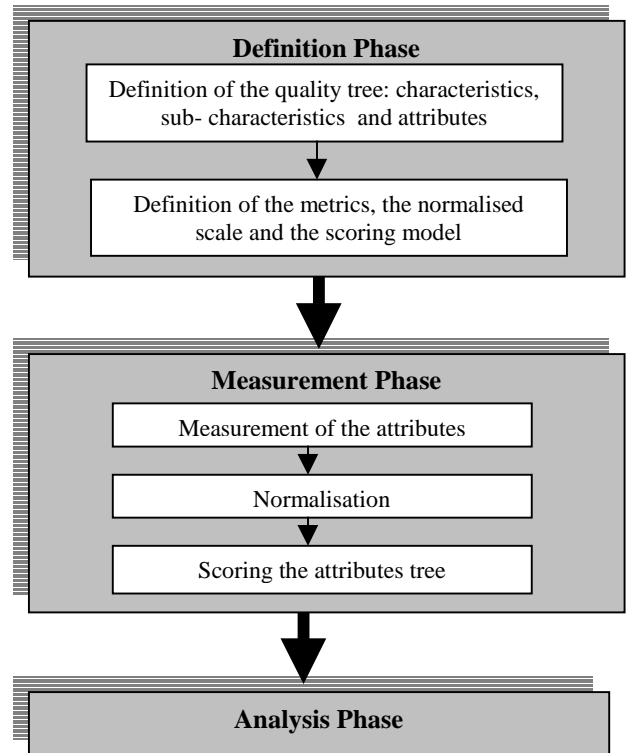 Definition Phase
Definition of the quality tree: characteristics,
sub- characteristics and attributes
Definition of the metrics, the normalised
scale and the scoring model
Measurement Phase
Measurement of the attributes
Normalisation
Scoring the attributes tree
Analysis Phase